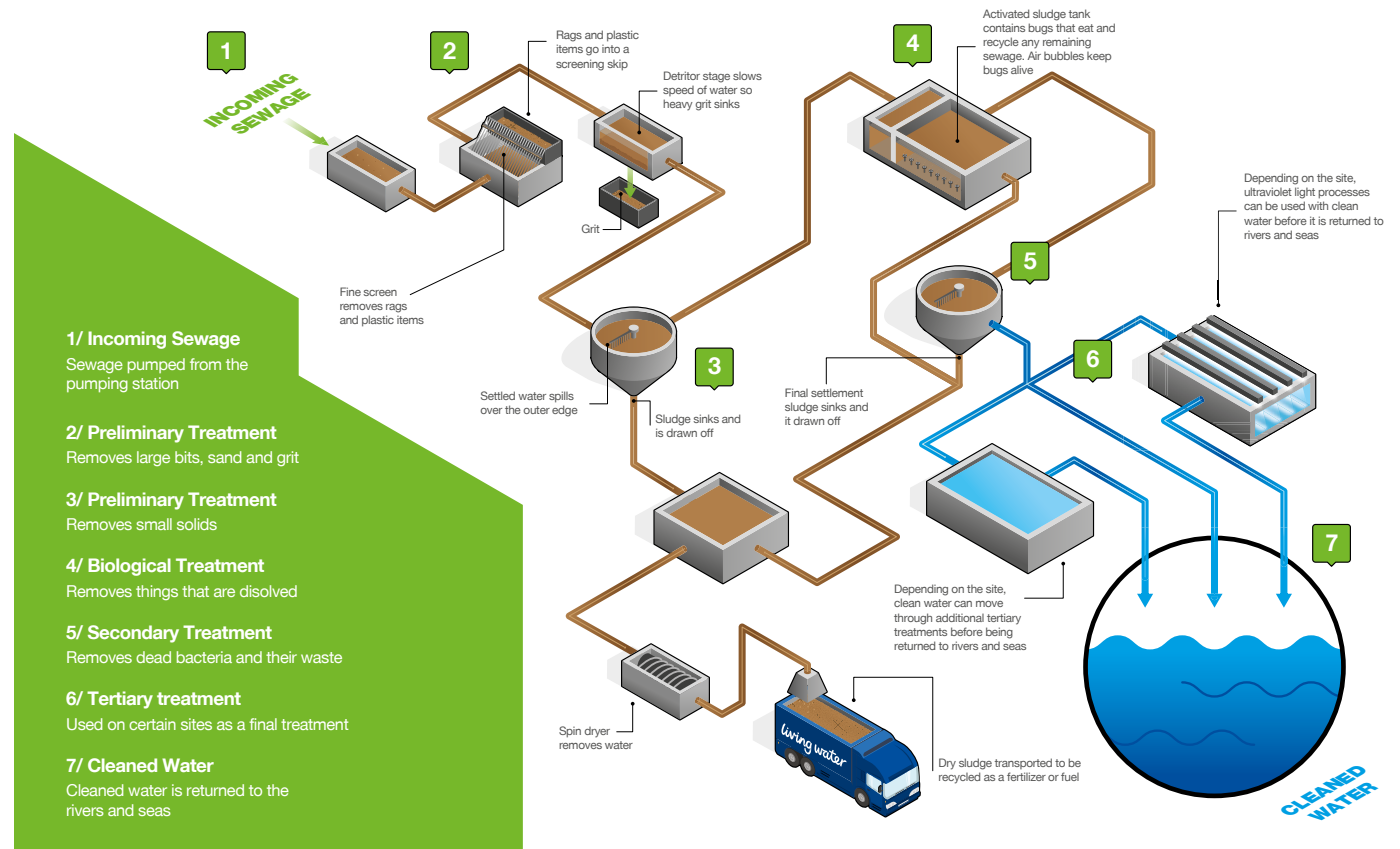 1
INCOMING
SEWAGE
2
Rags and plastic
items go into a
screening skip
Detritor stage slows
speed of water so
heavy grit sinks
Grit
Fine screen
removes rags
and plastic items
4
Activated sludge tank
contains bugs that eat and
recycle any remaining
sewage. Air bubbles keep
bugs alive
Depending on the site,
ultraviolet light processes
can be used with clean
water before it is returned to
rivers and seas
5
3
6
Settled water spills
over the outer edge
Sludge sinks and
is drawn off
Final settlement
sludge sinks and
it drawn off
7
Depending on the site,
clean water can move
through additional tertiary
treatments before being
returned to rivers and seas
Spin dryer
removes water
living water
Dry sludge transported to be
recycled as a fertilizer or fuel
CLEANED
WATER
1/ Incoming Sewage
Sewage pumped from the
pumping station
2/ Preliminary Treatment
Removes large bits, sand and grit
3/ Preliminary Treatment
Removes small solids
4/ Biological Treatment
Removes things that are disolved
5/ Secondary Treatment
Removes dead bacteria and their waste
6/ Tertiary treatment
Used on certain sites as a final treatment
7/ Cleaned Water
Cleaned water is returned to the
rivers and seas